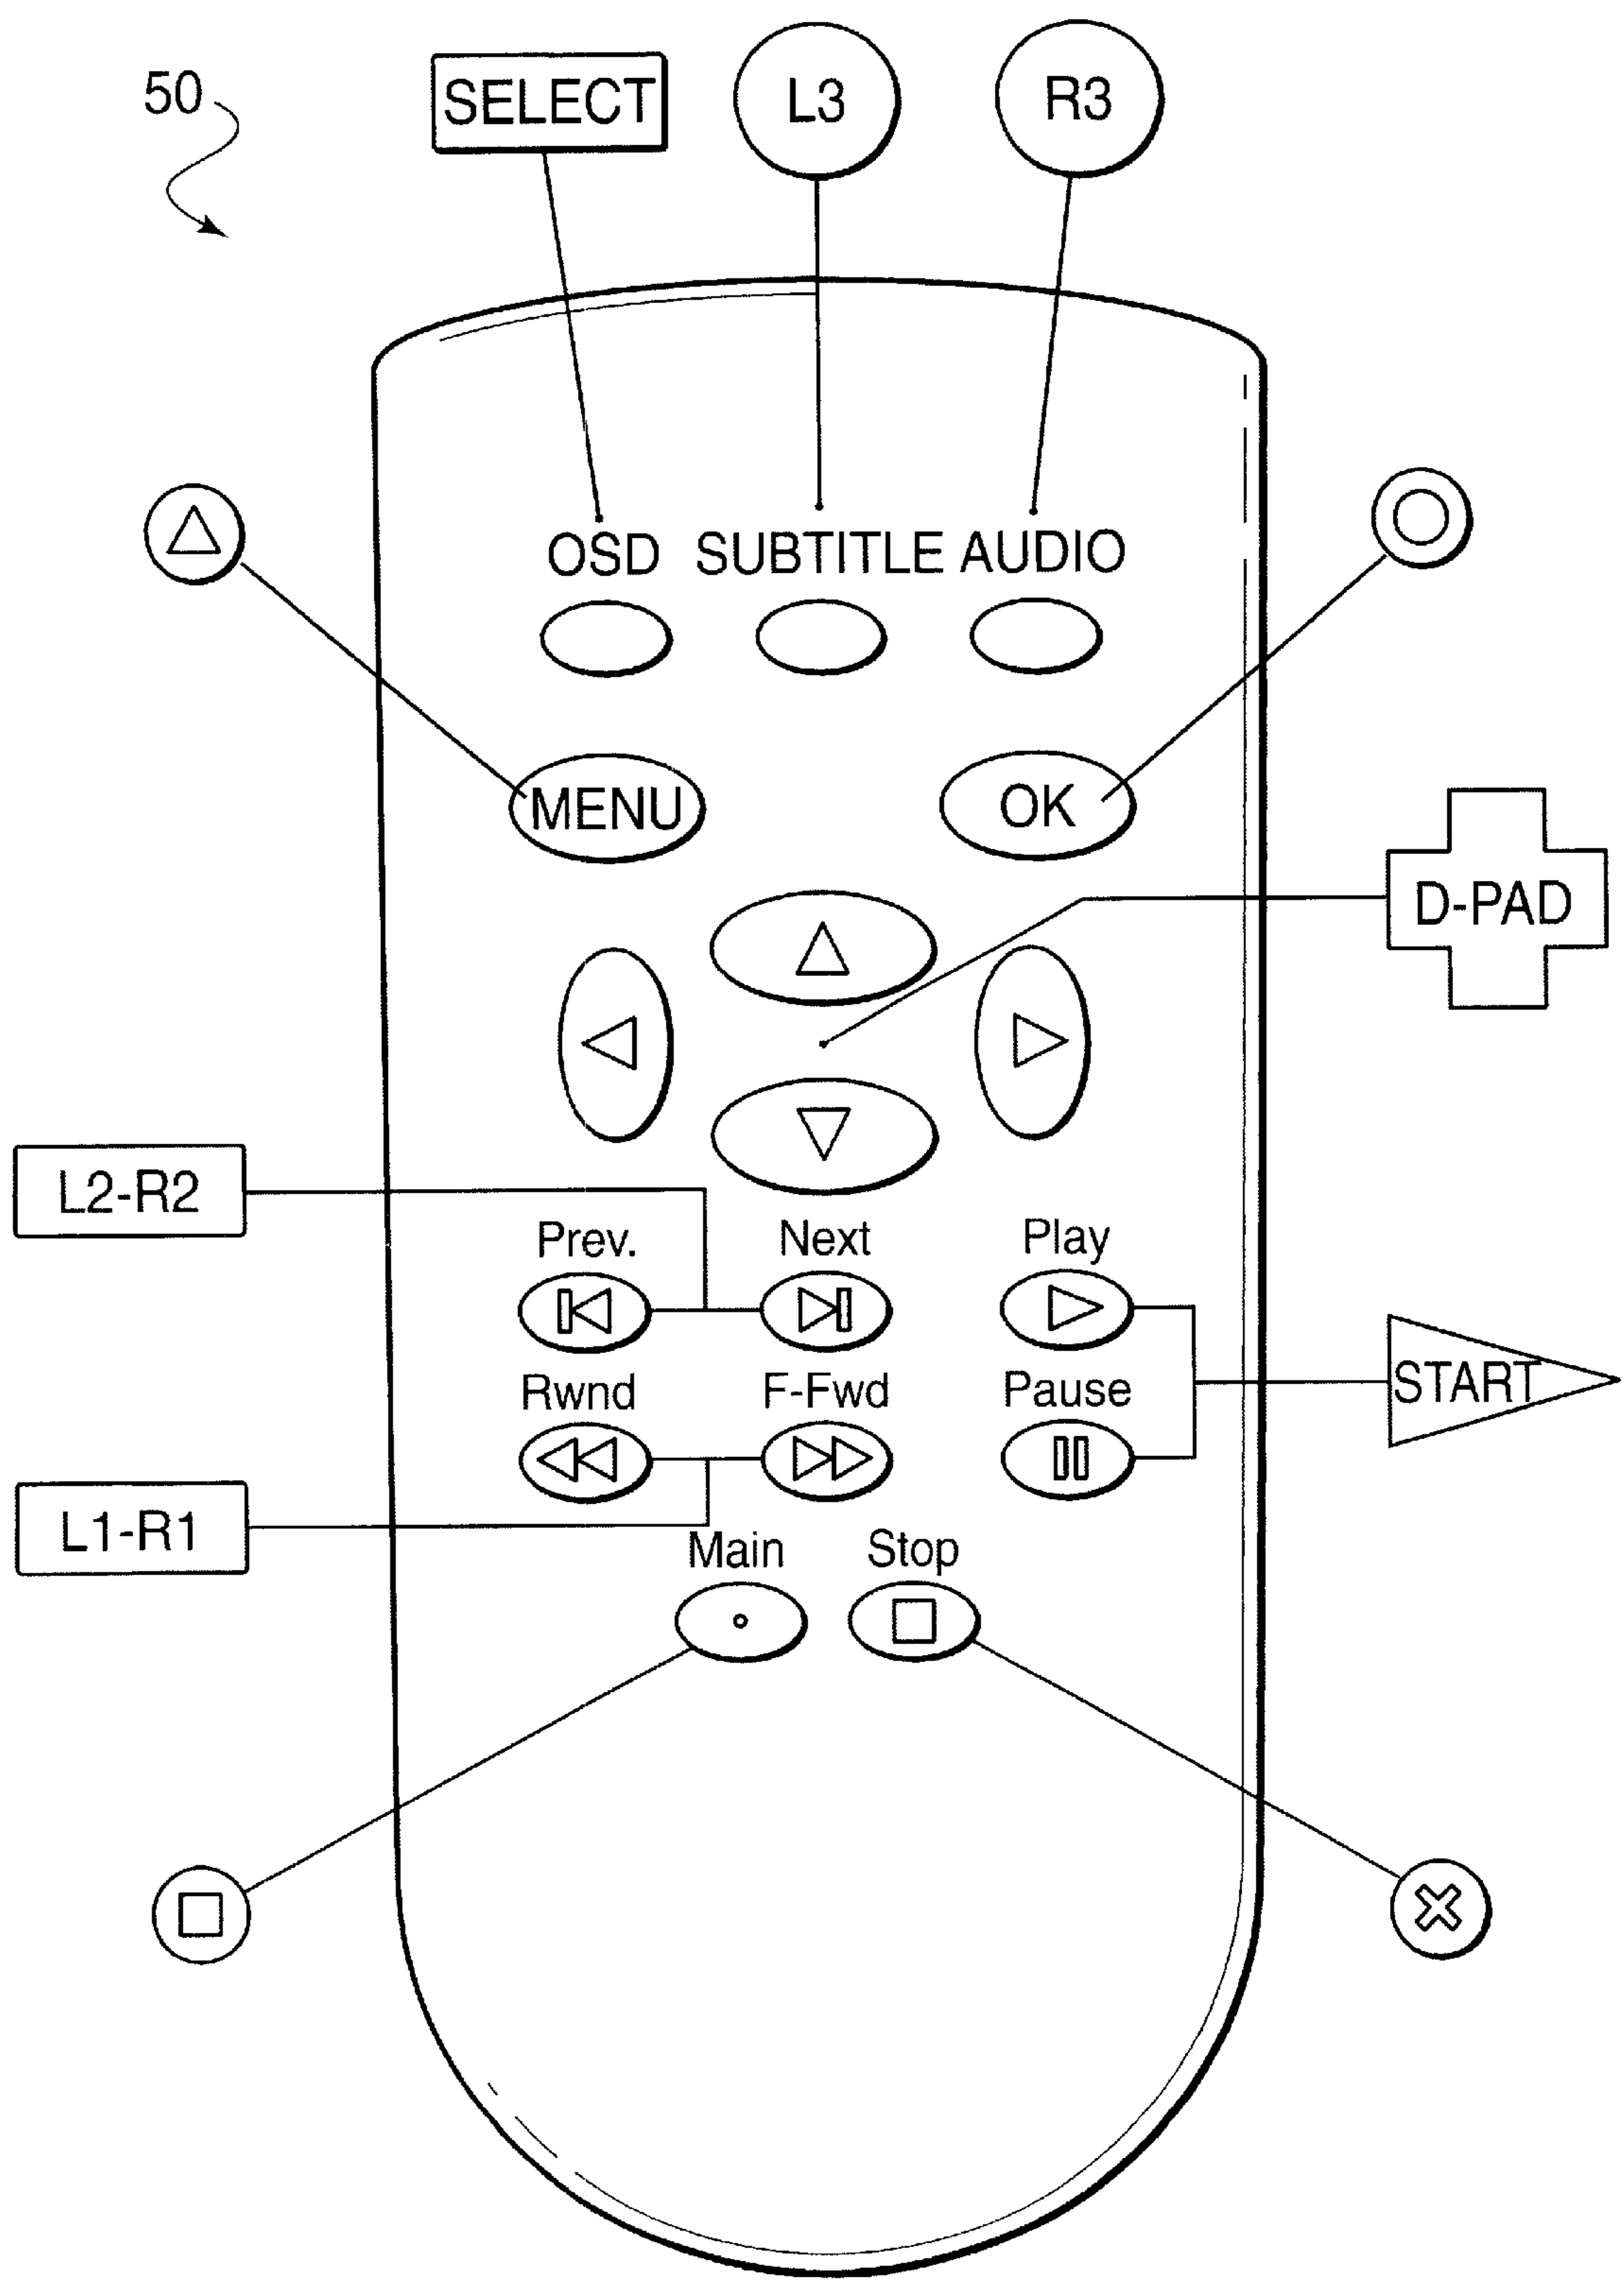 50
SELECT
L3
R3
OSD SUBTITLE AUDIO
MENU
OK
D-PAD
L2-R2
Prev.
Next
Play
Rwnd
F-Fwd
Pause
START
L1-R1
Main
Stop